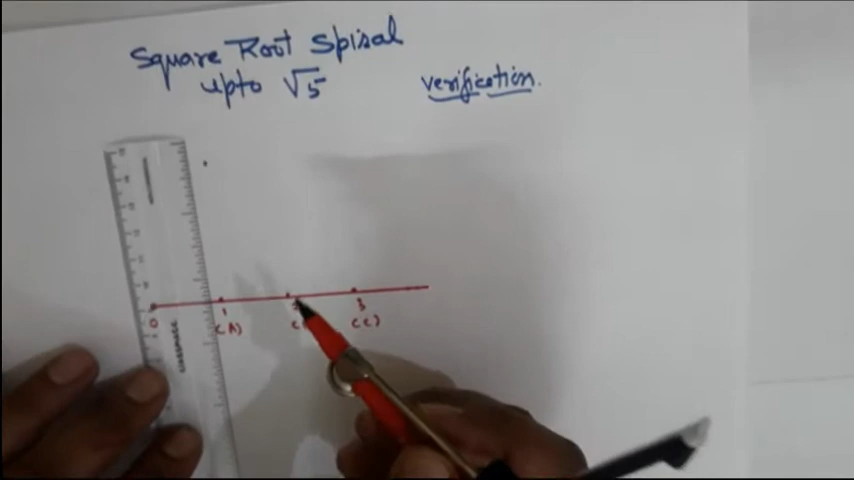 Square Root Spiral
upto √5
verification.
0 1 3
(A) (C)